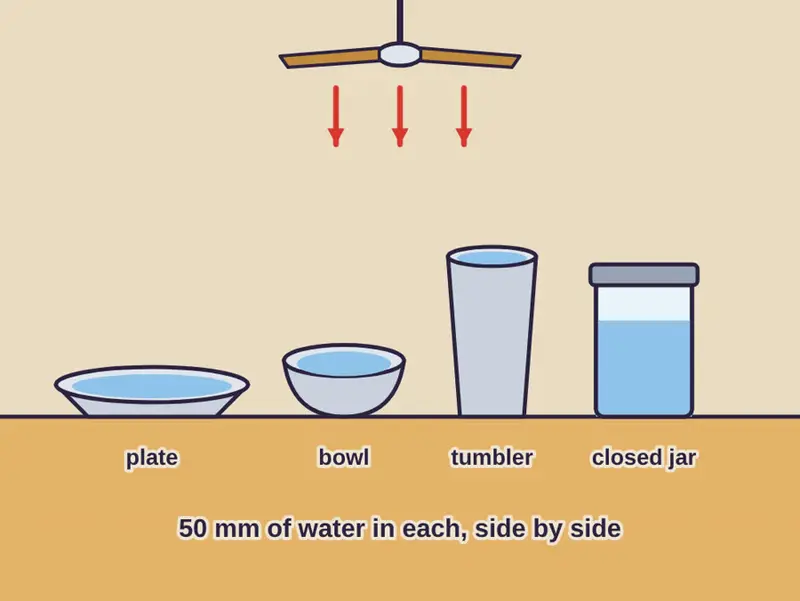 plate
bowl
tumbler
closed jar
50 mm of water in each, side by side